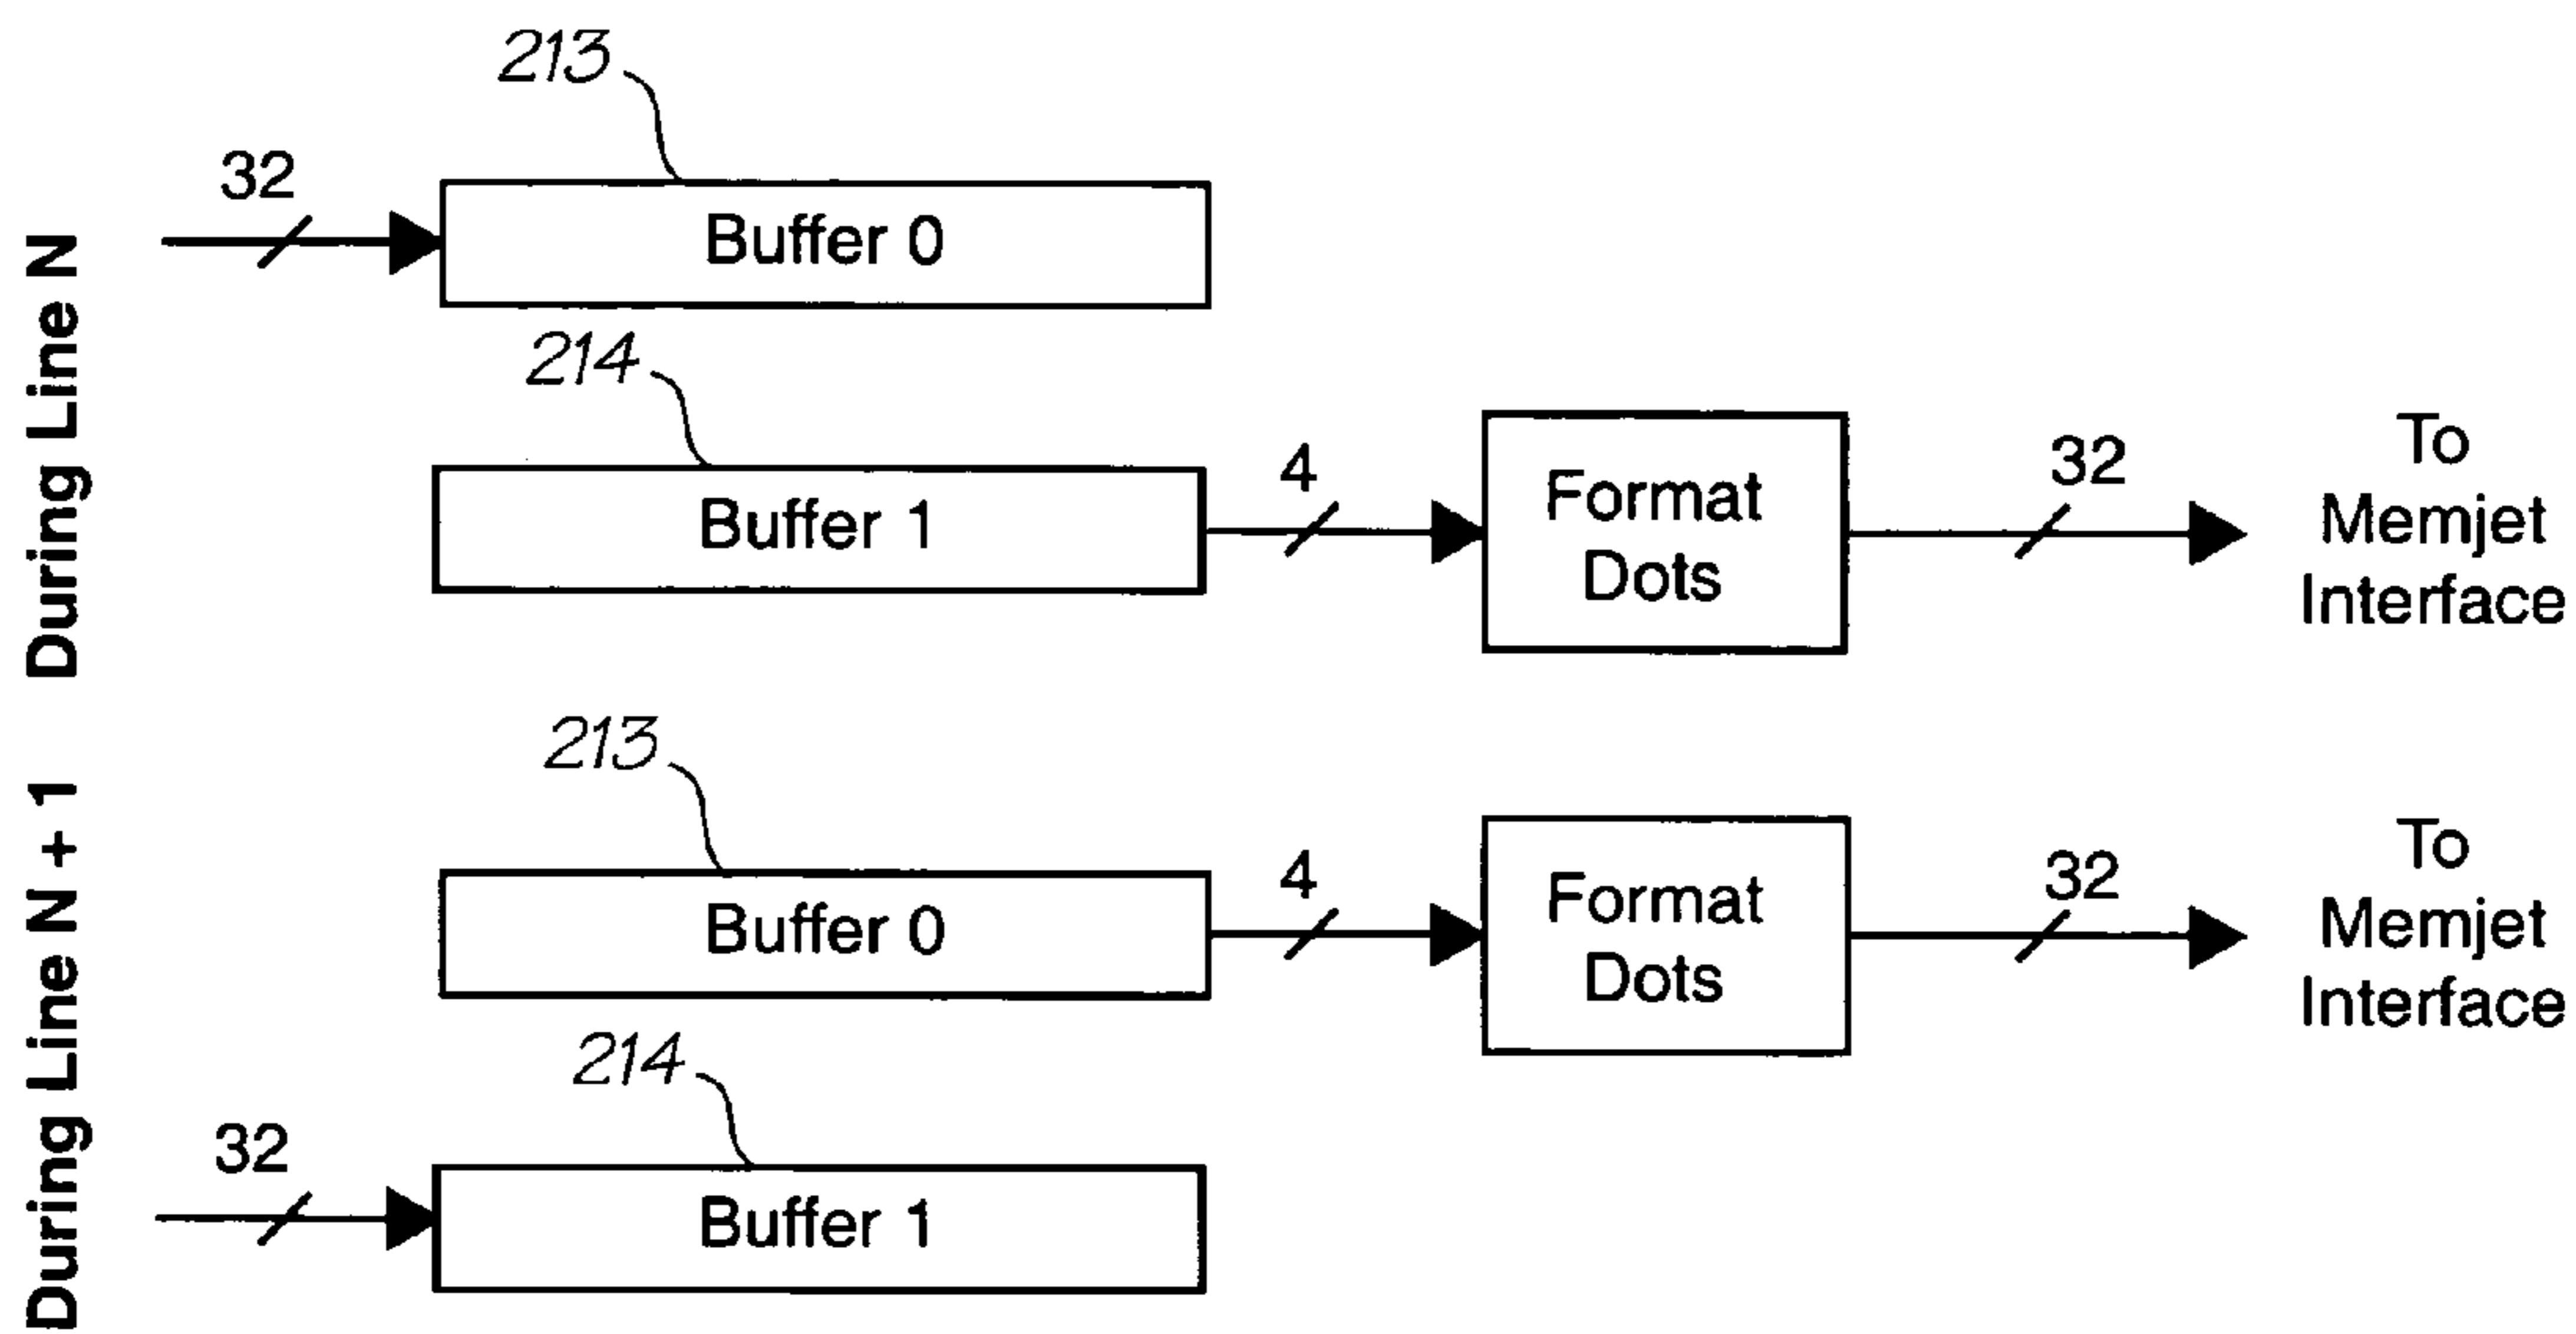 During Line N
213
32
Buffer 0
214
Buffer 1
4
Format
Dots
32
To
Memjet
Interface
During Line N + 1
213
Buffer 0
4
Format
Dots
32
To
Memjet
Interface
214
32
Buffer 1